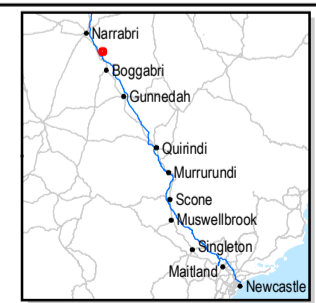 Narrabri
Boggabri
Gunnedah
Quirindi
Murrurundi
Scone
Muswellbrook
Singleton
Maitland
Newcastle